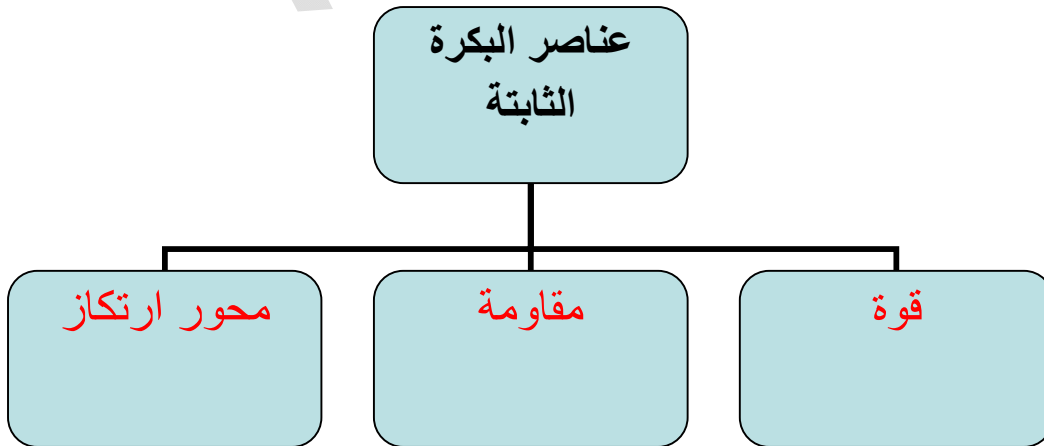 عناصر البكرة
الثابتة
قوة
مقاومة
محور ارتكاز